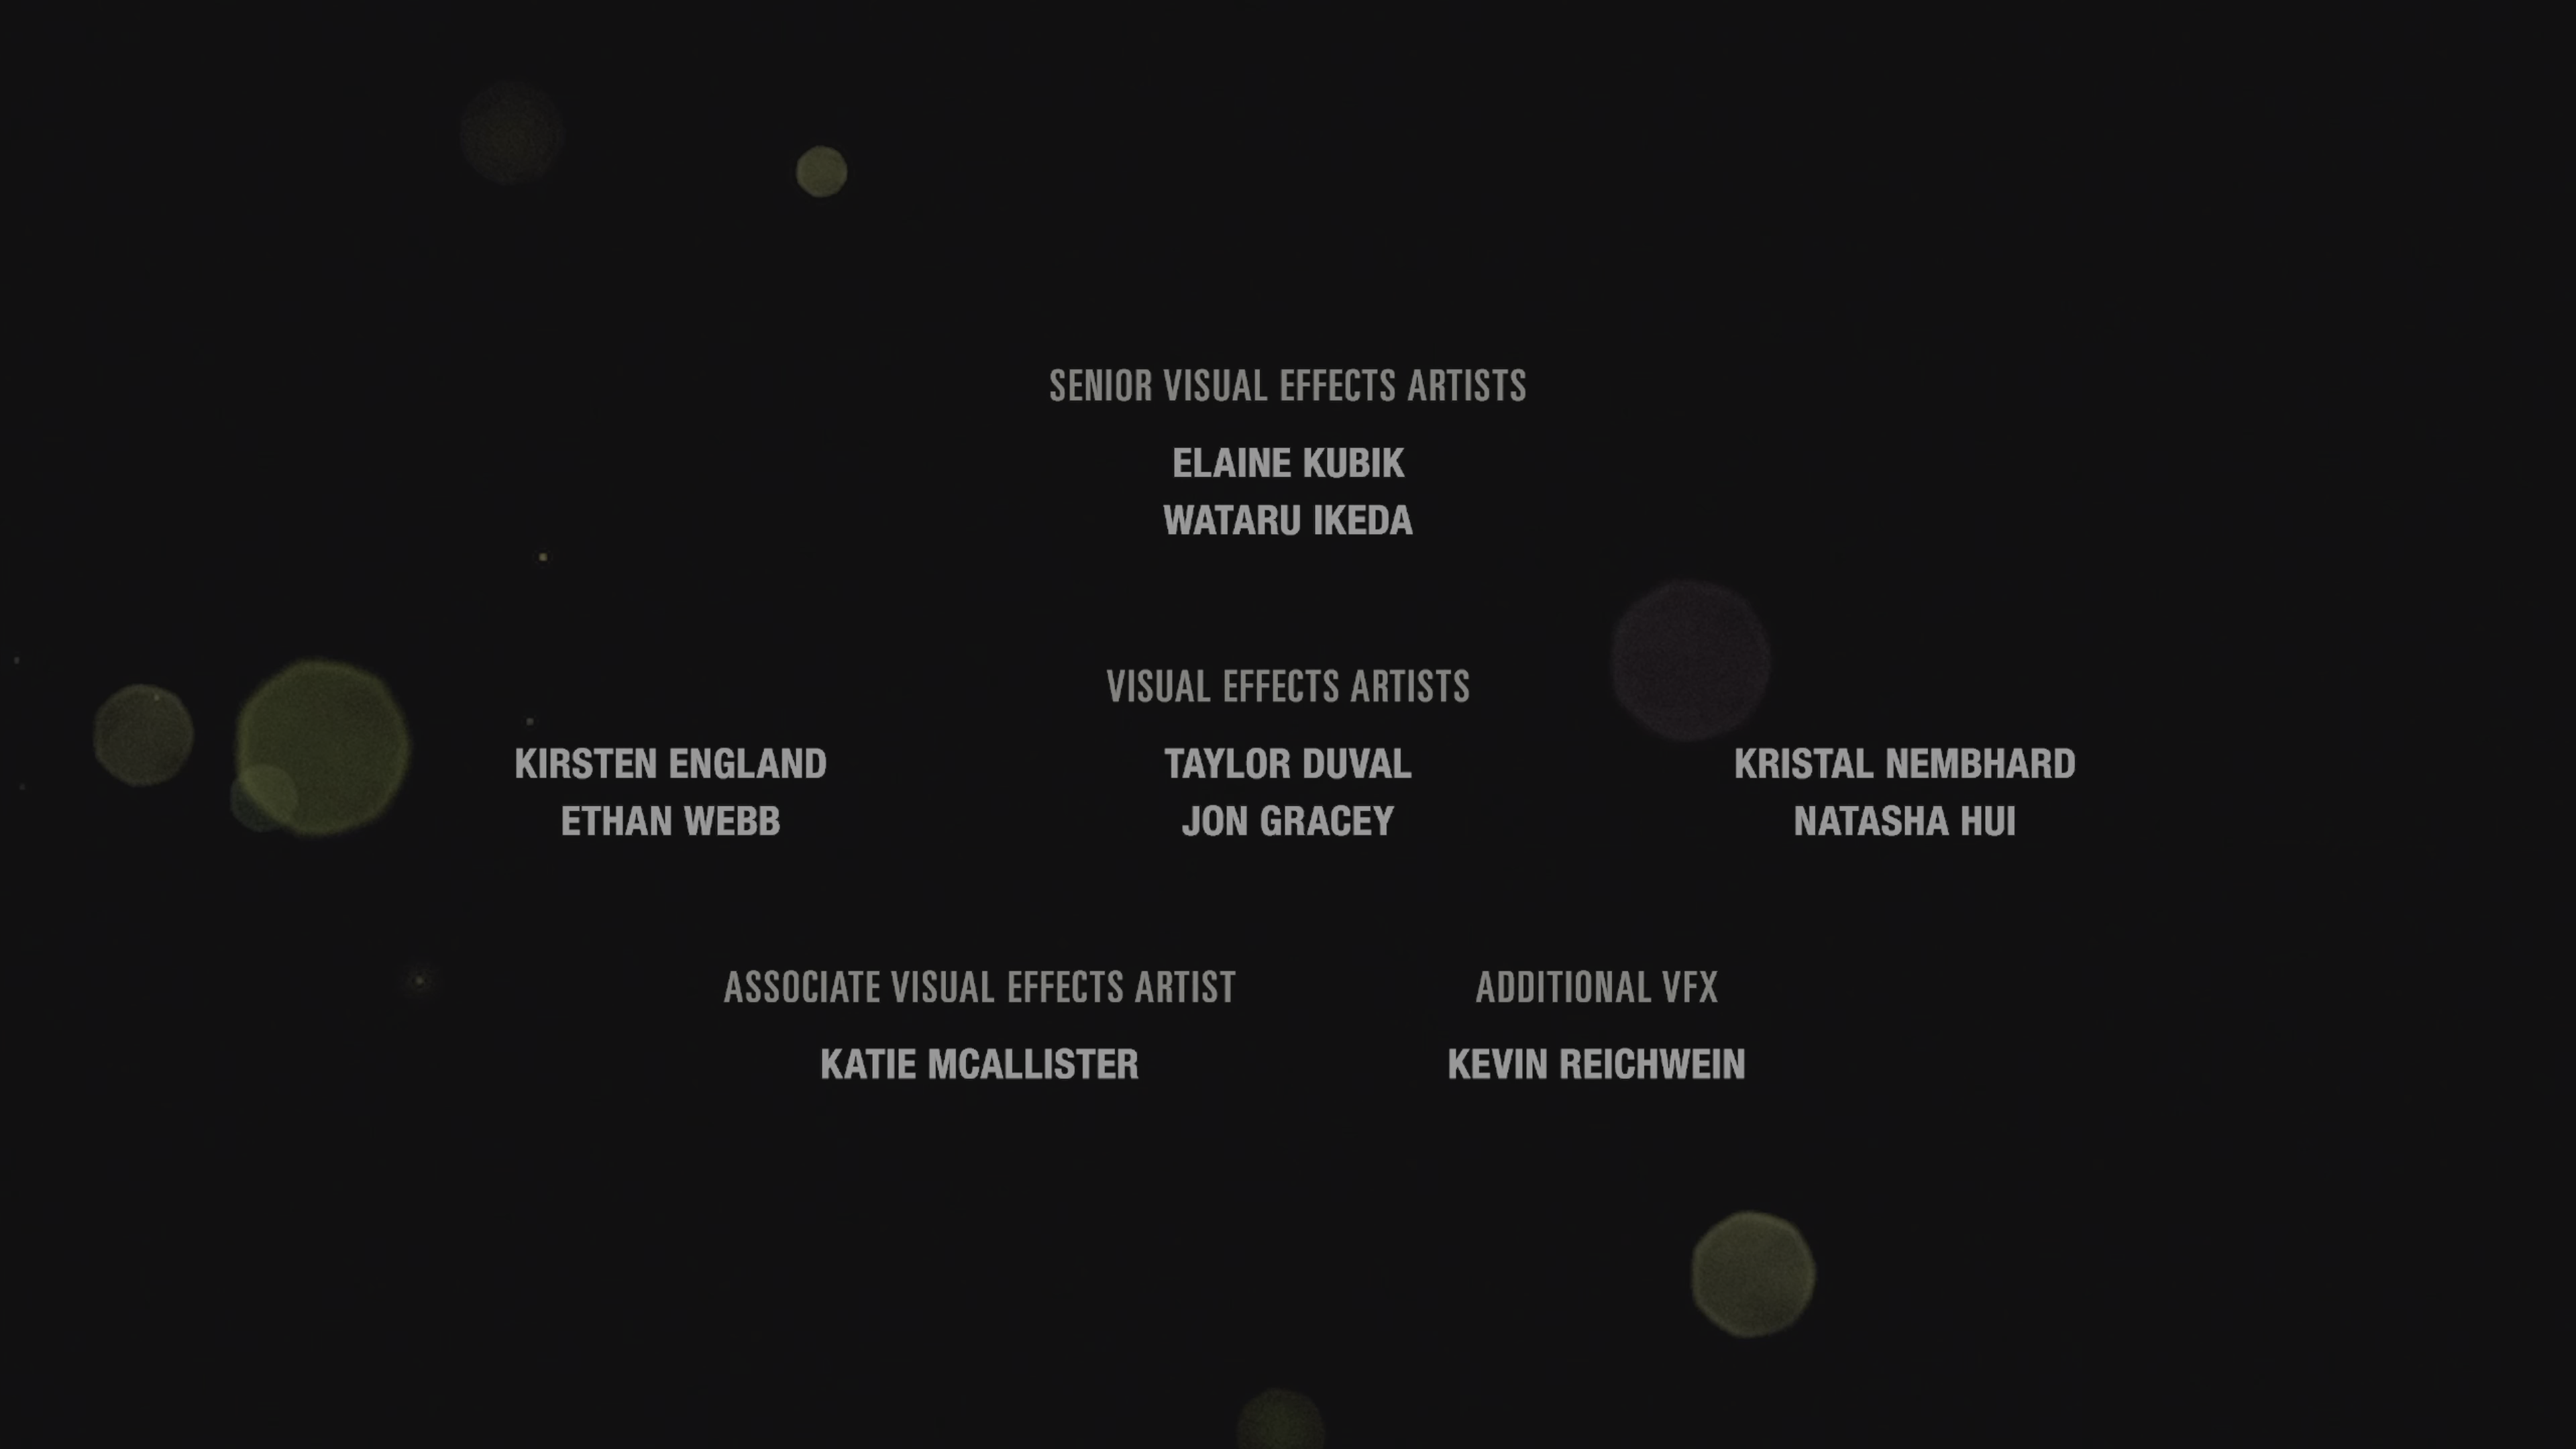 SENIOR VISUAL EFFECTS ARTISTS
ELAINE KUBIK
WATARU IKEDA
VISUAL EFFECTS ARTISTS
KIRSTEN ENGLAND TAYLOR DUVAL KRISTAL NEMBHARD
ETHAN WEBB JON GRACEY NATASHA HUI
ASSOCIATE VISUAL EFFECTS ARTIST ADDITIONAL VFX
KATIE MCALLISTER KEVIN REICHWEIN